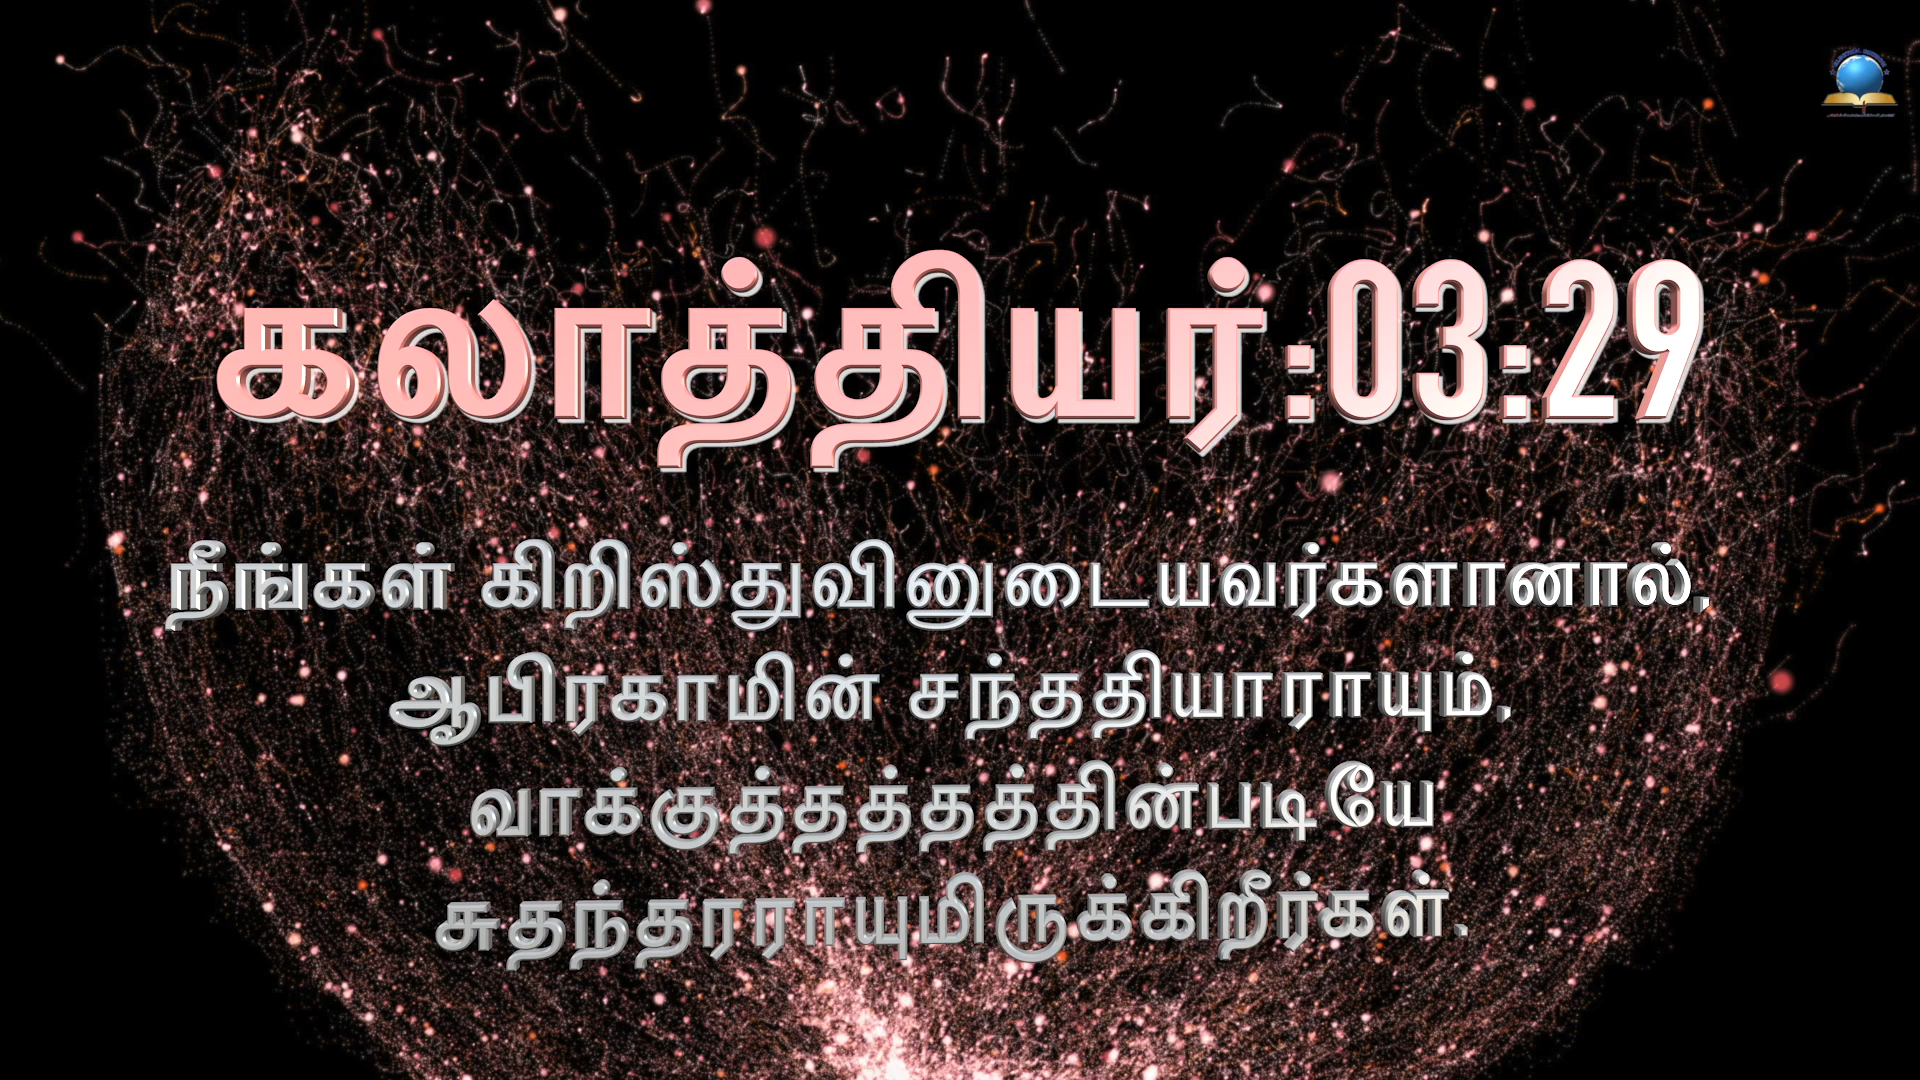 கலாத்தியர்:03:29
நீங்கள் கிறிஸ்துவினுடையவர்களானால்,
ஆபிரகாமின் சந்ததியாராயும்,
வாக்குத்தத்தத்தின்படியே
சுதந்தரராயுமிருக்கிறீர்கள்.